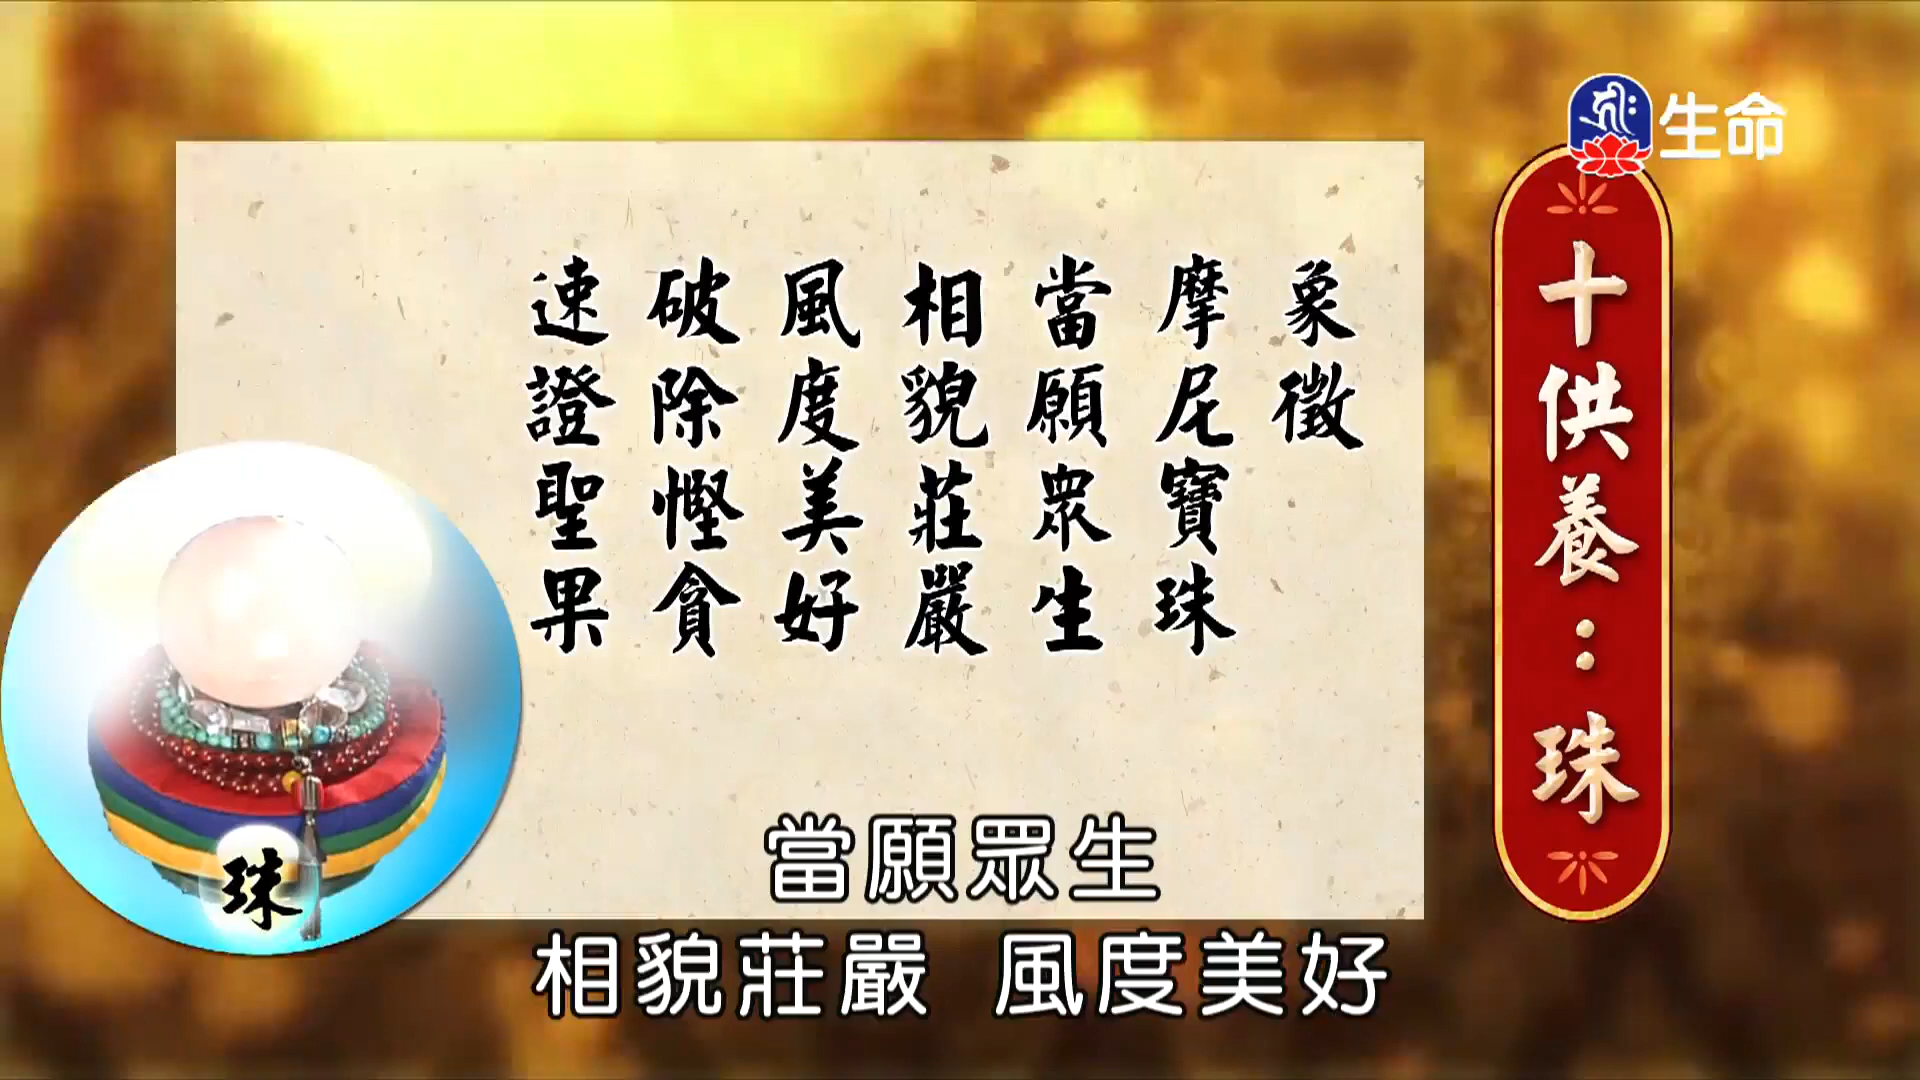 生命
十供養：珠
象徵
摩尼寶珠
當願眾生
相貌莊嚴
風度美好
破除慳貪
速證聖果
珠
當願眾生
相貌莊嚴 風度美好